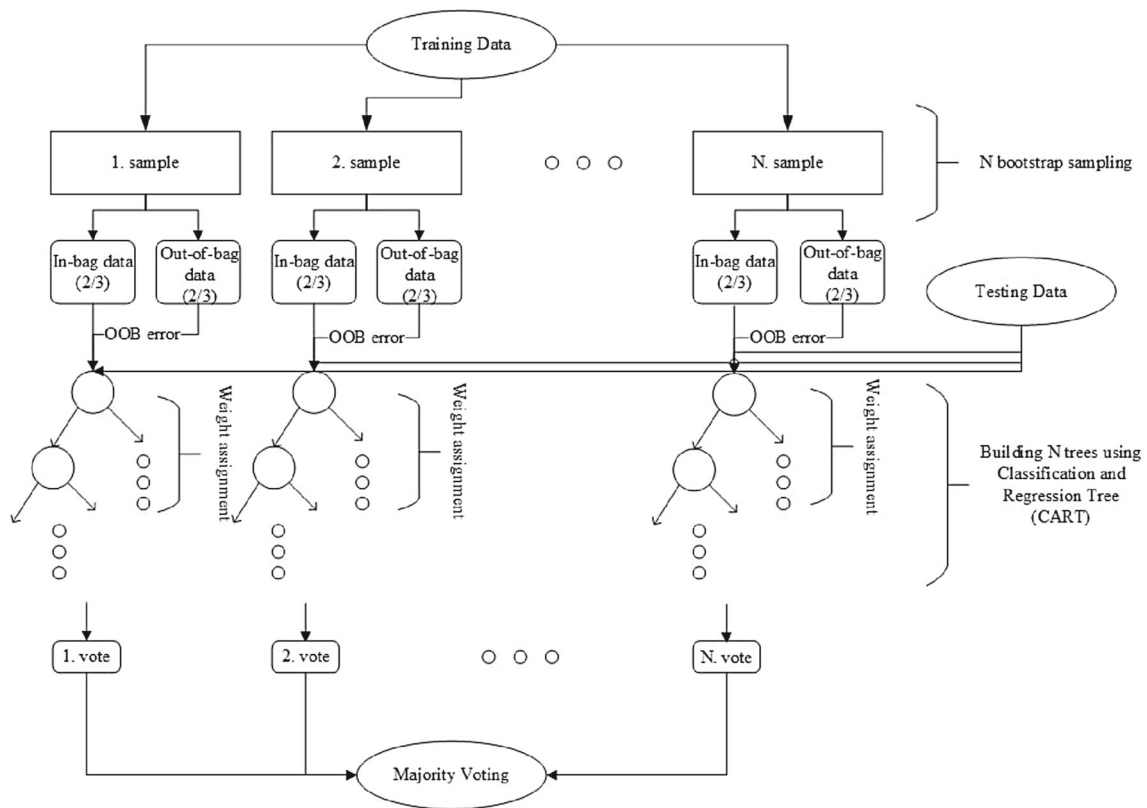 Training Data
1. sample
2. sample
N. sample
N bootstrap sampling
In-bag data
(2/3)
Out-of-bag
data
(2/3)
In-bag data
(2/3)
Out-of-bag
data
(2/3)
In-bag data
(2/3)
Out-of-bag
data
(2/3)
Testing Data
OOB error
OOB error
OOB error
Weight assignment
Weight assignment
Weight assignment
Building N trees using
Classification and
Regression Tree
(CART)
1. vote
2. vote
N. vote
Majority Voting